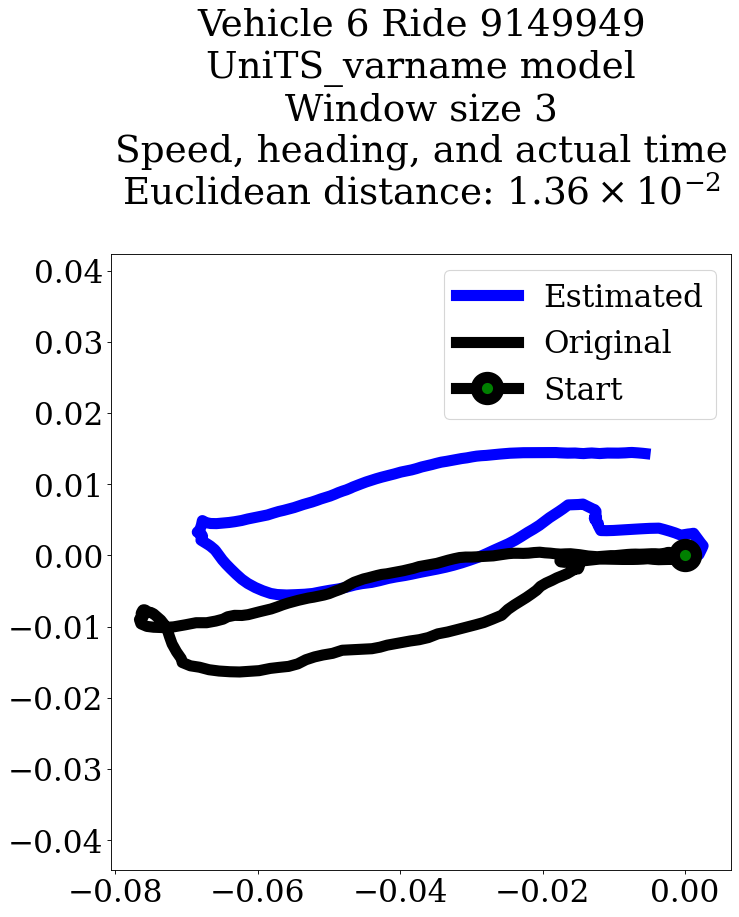 Vehicle 6 Ride 9149949
UniTS_varname model
Window size 3
Speed, heading, and actual time
Euclidean distance: 1.36 × 10⁻²
Estimated
Original
Start
0.04
0.03
0.02
0.01
0.00
−0.01
−0.02
−0.03
−0.04
−0.08 −0.06 −0.04 −0.02 0.00